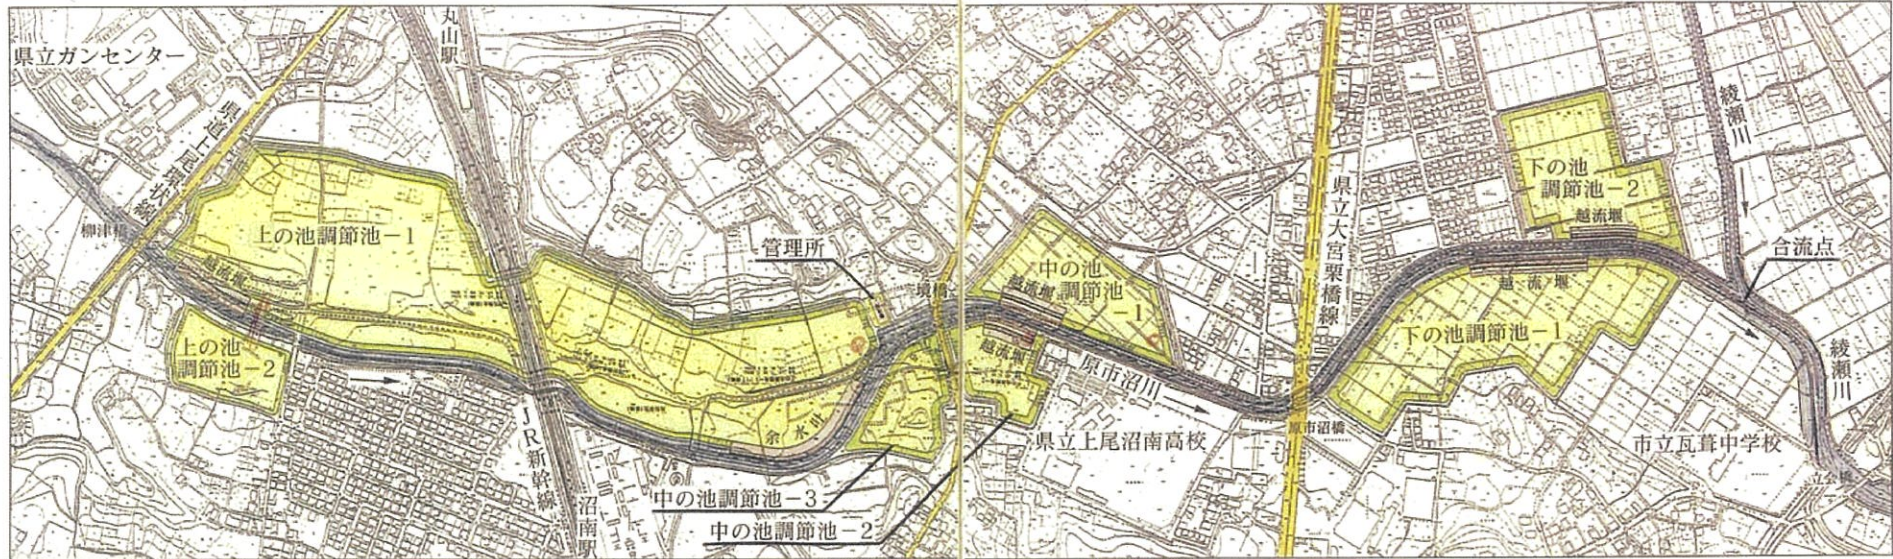 県立ガンセンター
県道上尾環状線
丸山駅
柳津橋
上の池調節池－1
越流堰
上の池
調節池－2
JR新幹線
沼南駅
管理所
境橋
余水吐
中の池調節池－3
中の池調節池－2
中の池
調節池
－1
越流堰
越流堰
原市沼川
県立上尾沼南高校
県立大宮栗橋線
原市沼橋
下の池
調節池－2
越流堰
越流堰
下の池調節池－1
綾瀬川
合流点
綾瀬川
市立瓦葺中学校